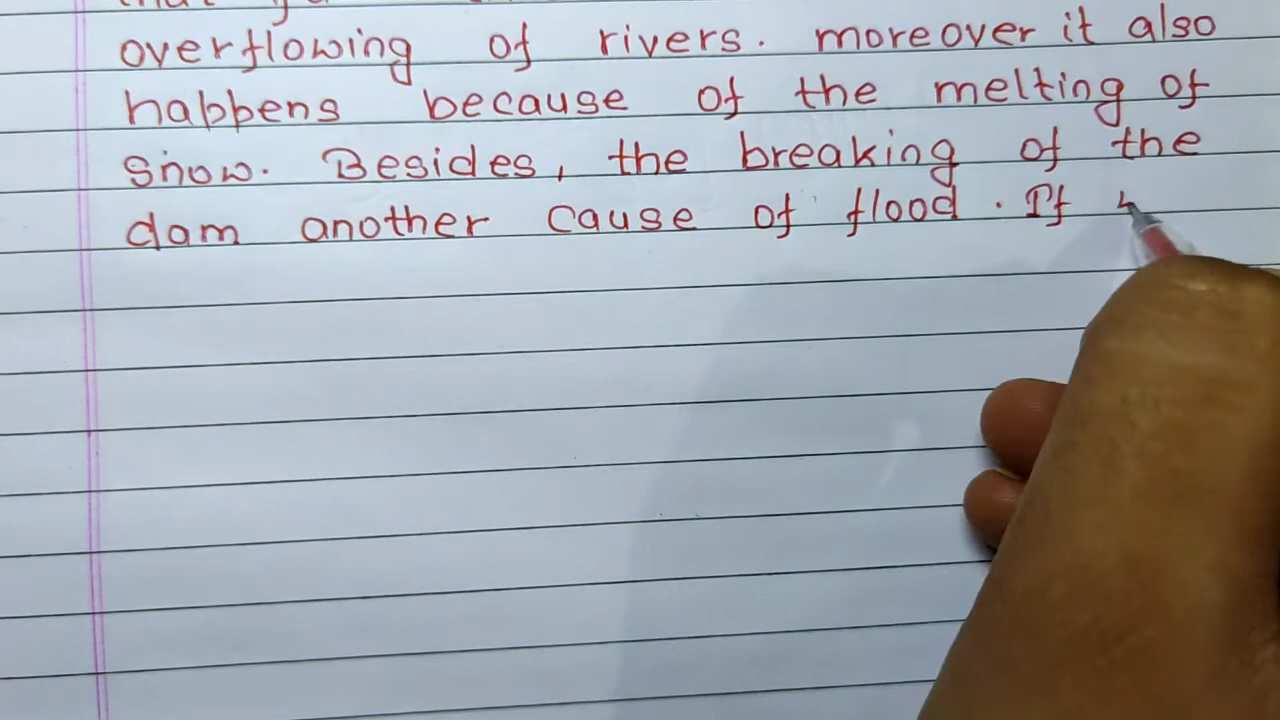 overflowing of rivers. moreover it also
happens because of the melting of
snow. Besides, the breaking of the
dam another cause of flood. If